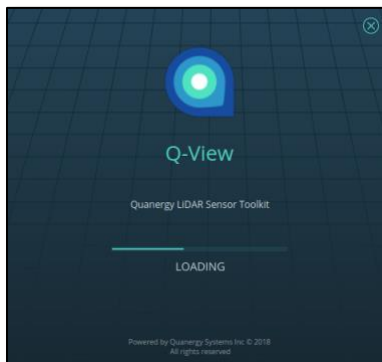 Q-View
Quanergy LiDAR Sensor Toolkit
LOADING
Powered by Quanergy Systems Inc © 2018
All rights reserved